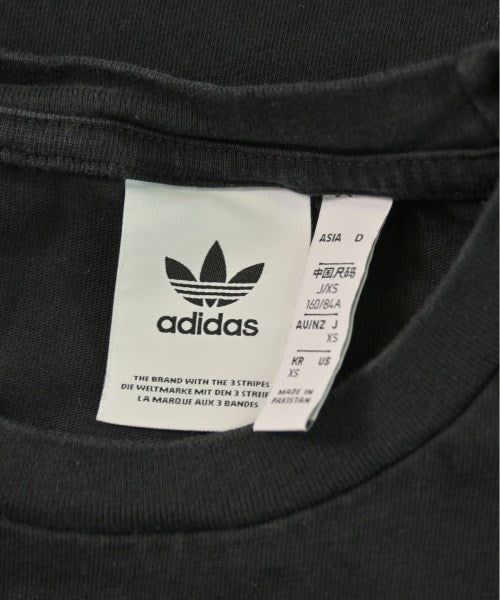 adidas
THE BRAND WITH THE 3 STRIPES
DIE WELTMARKE MIT DEN 3 STREIF
LA MARQUE AUX 3 BANDES
ASIA D
中国尺码
J/XS
160/84A
AU/NZ J
XS
KR US
XS
MADE IN
PAKISTAN